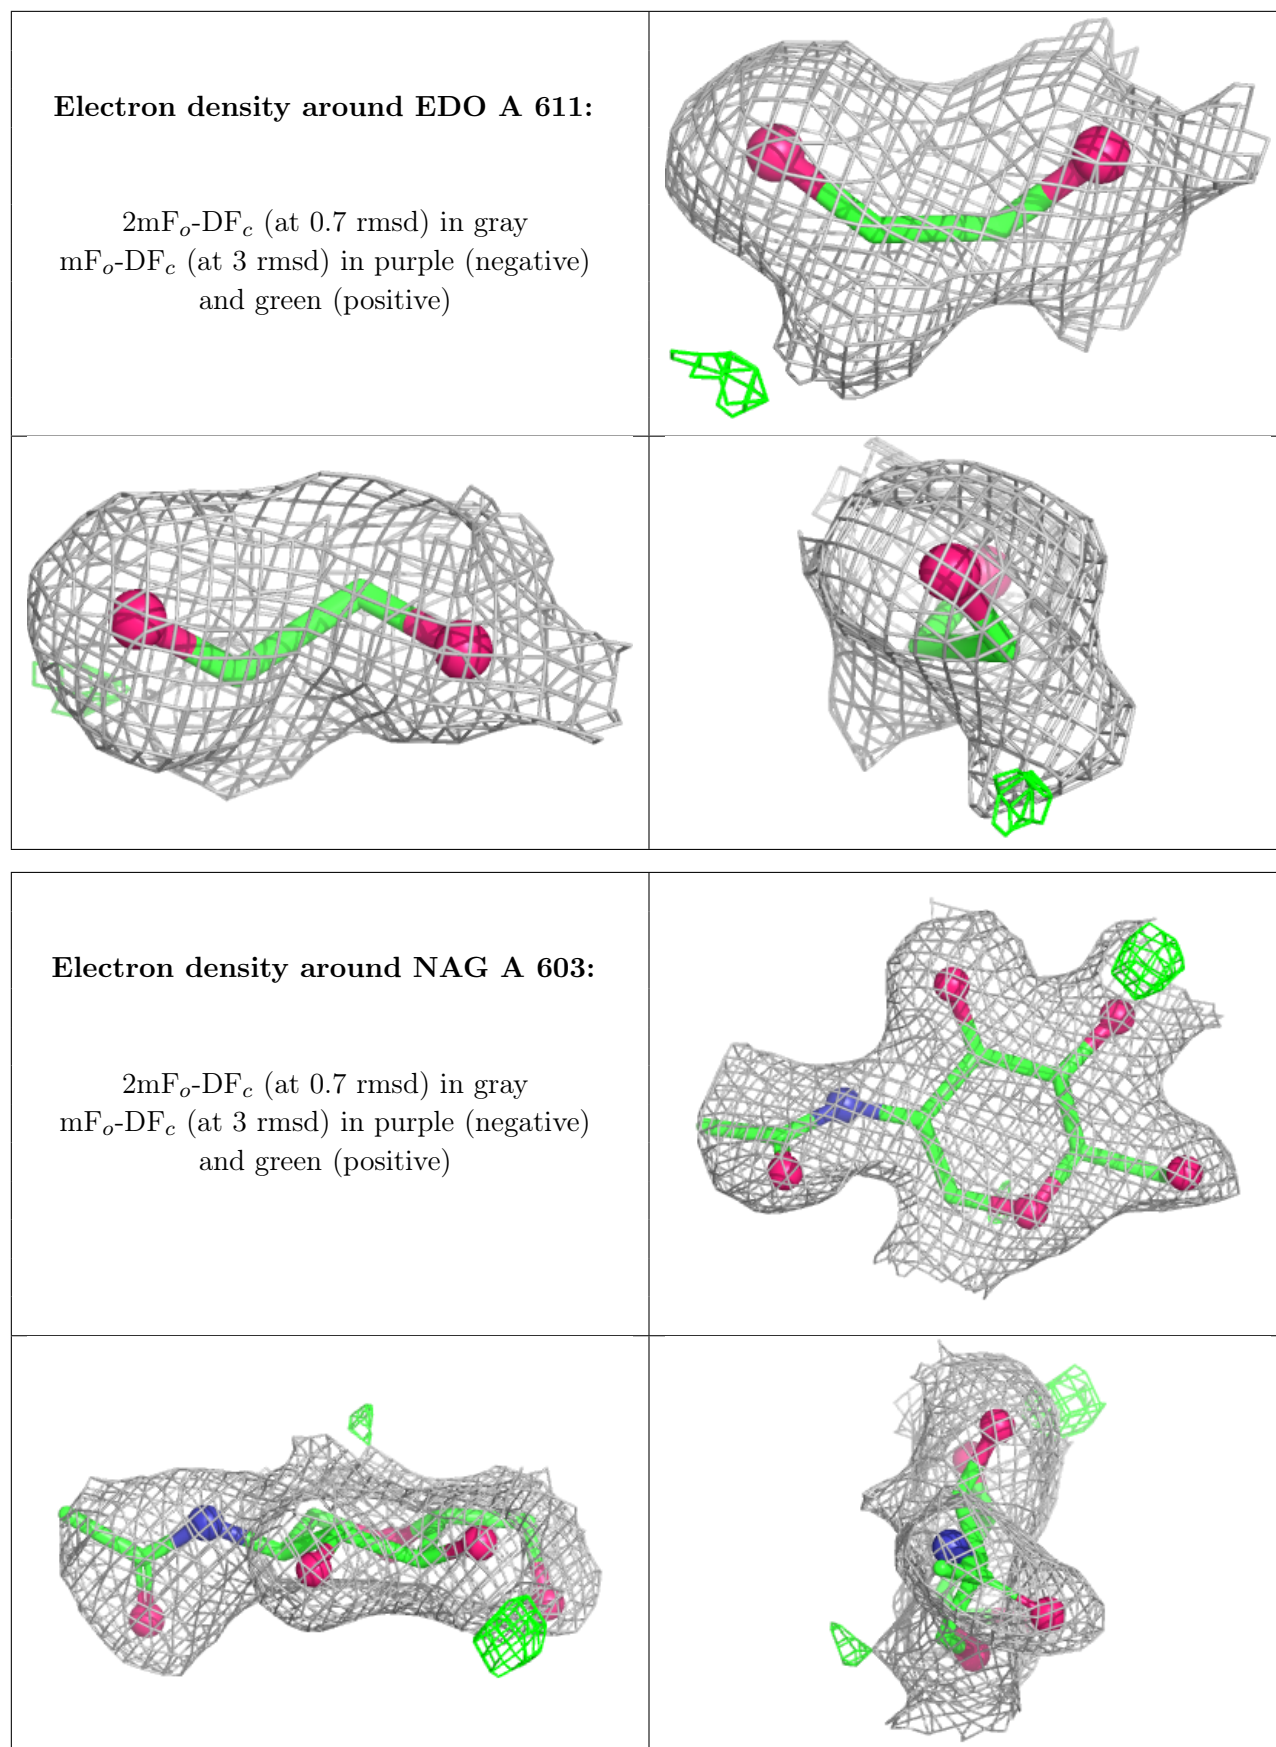 Electron density around EDO A 611:
2mFo-DFc (at 0.7 rmsd) in gray
mFo-DFc (at 3 rmsd) in purple (negative)
and green (positive)
Electron density around NAG A 603:
2mFo-DFc (at 0.7 rmsd) in gray
mFo-DFc (at 3 rmsd) in purple (negative)
and green (positive)